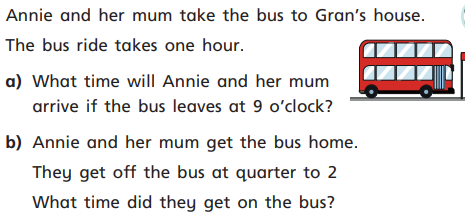 Annie and her mum take the bus to Gran's house.
The bus ride takes one hour.
a) What time will Annie and her mum
arrive if the bus leaves at 9 o'clock?
b) Annie and her mum get the bus home.
They get off the bus at quarter to 2
What time did they get on the bus?